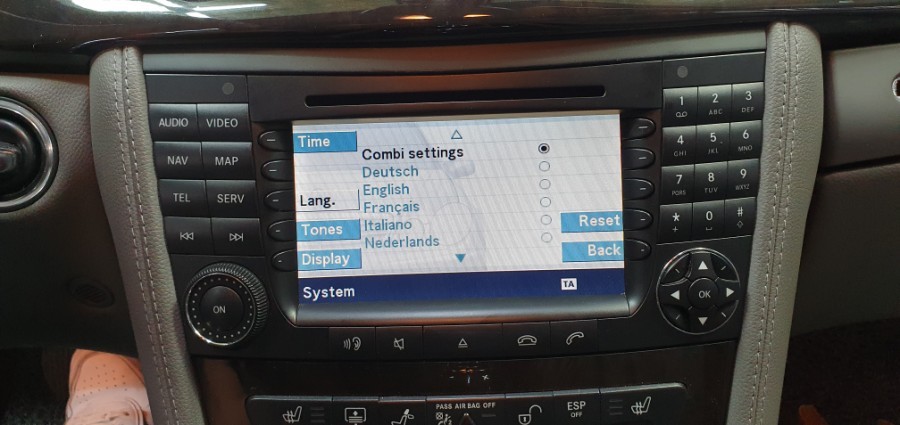 AUDIO VIDEO
NAV MAP
TEL SERV
ON
Time
Combi settings
Deutsch
English
Lang.
Français
Italiano
Tones
Nederlands
Display
Reset
Back
System
TA
1 2 ABC 3 DEF
4 GHI 5 JKL 6 MNO
7 PQRS 8 TUV 9 WXYZ
* + 0 #
OK
PASS AIR BAG OFF
ESP
OFF